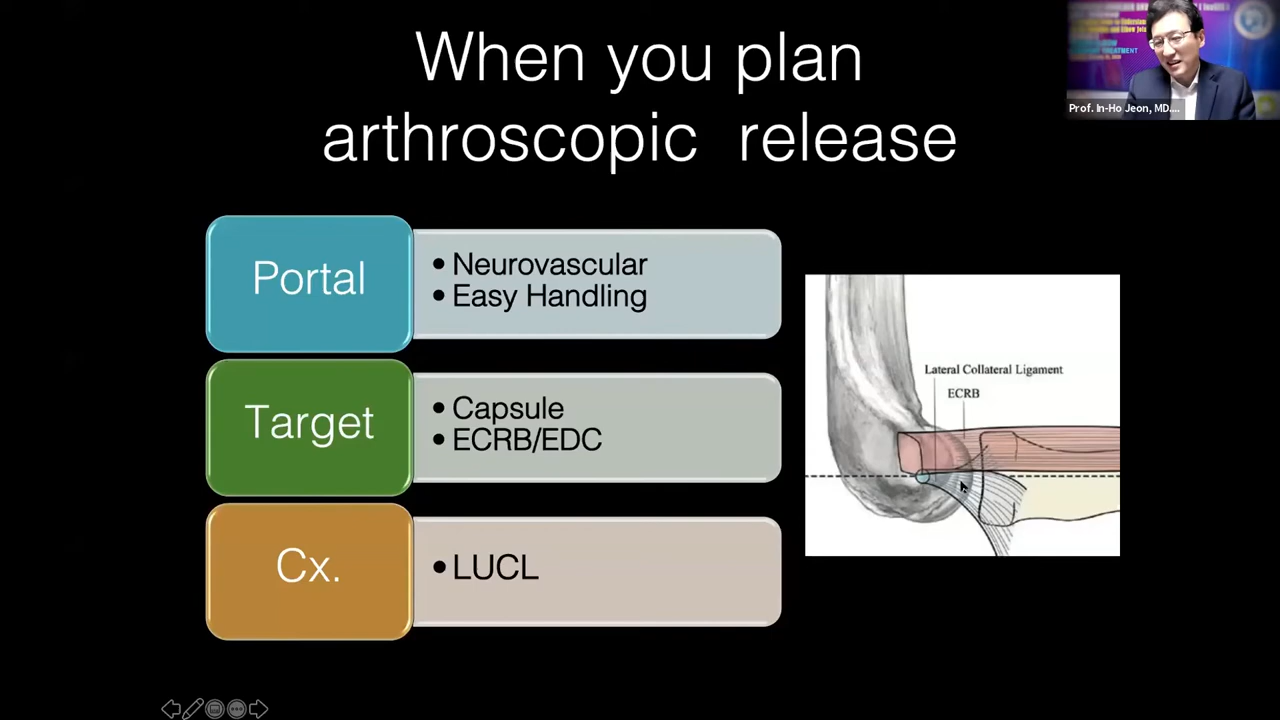 When you plan
arthroscopic release
Prof. In-Ho Jeon, MD....
Portal
• Neurovascular
• Easy Handling
Target
• Capsule
• ECRB/EDC
Cx.
• LUCL
Lateral Collateral Ligament
ECRB